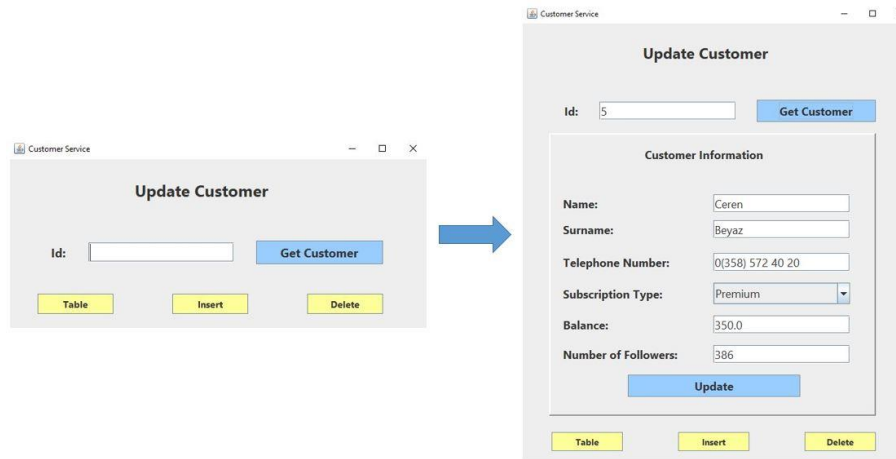 Customer Service
Update Customer
Id:
Get Customer
Table Insert Delete
Customer Service
Update Customer
Id: 5 Get Customer
Customer Information
Name: Ceren
Surname: Beyaz
Telephone Number: 0(358) 572 40 20
Subscription Type: Premium
Balance: 350.0
Number of Followers: 386
Update
Table Insert Delete